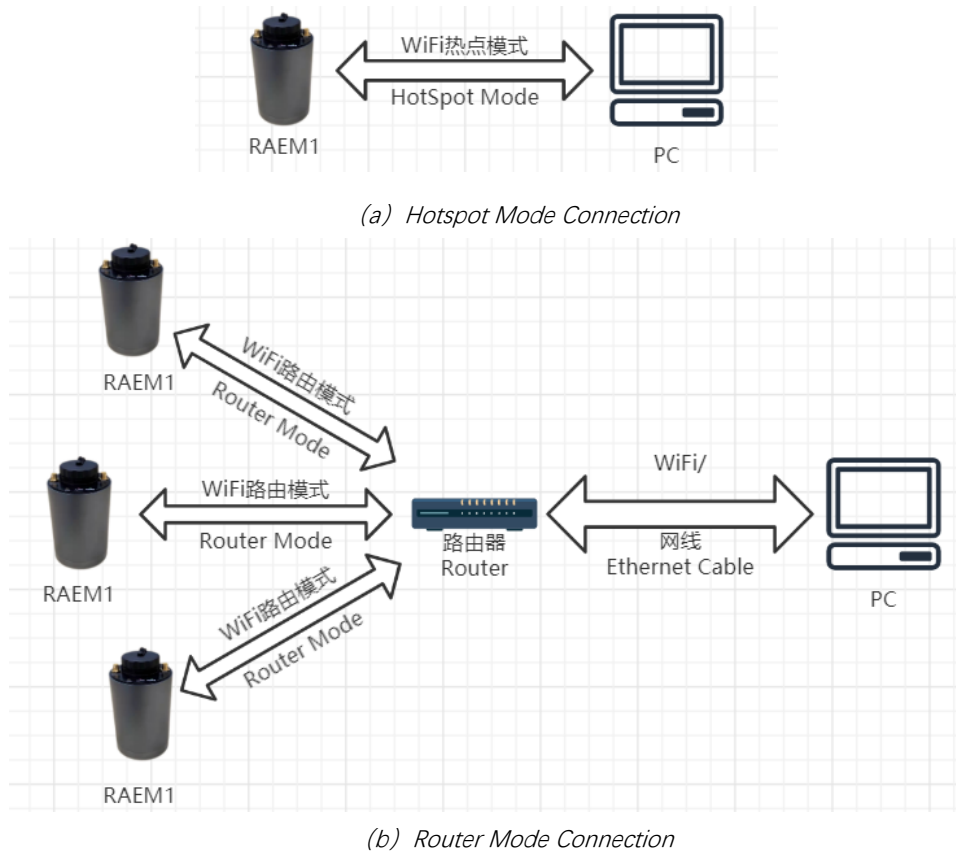 WiFi热点模式
HotSpot Mode
RAEM1
PC
(a) Hotspot Mode Connection
RAEM1
WiFi路由模式
Router Mode
RAEM1
WiFi路由模式
Router Mode
路由器
Router
WiFi/
网线
Ethernet Cable
PC
WiFi路由模式
Router Mode
RAEM1
(b) Router Mode Connection